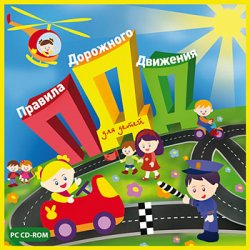 Правила
Дорожного
Движения
ПДД
для детей
PC CD-ROM